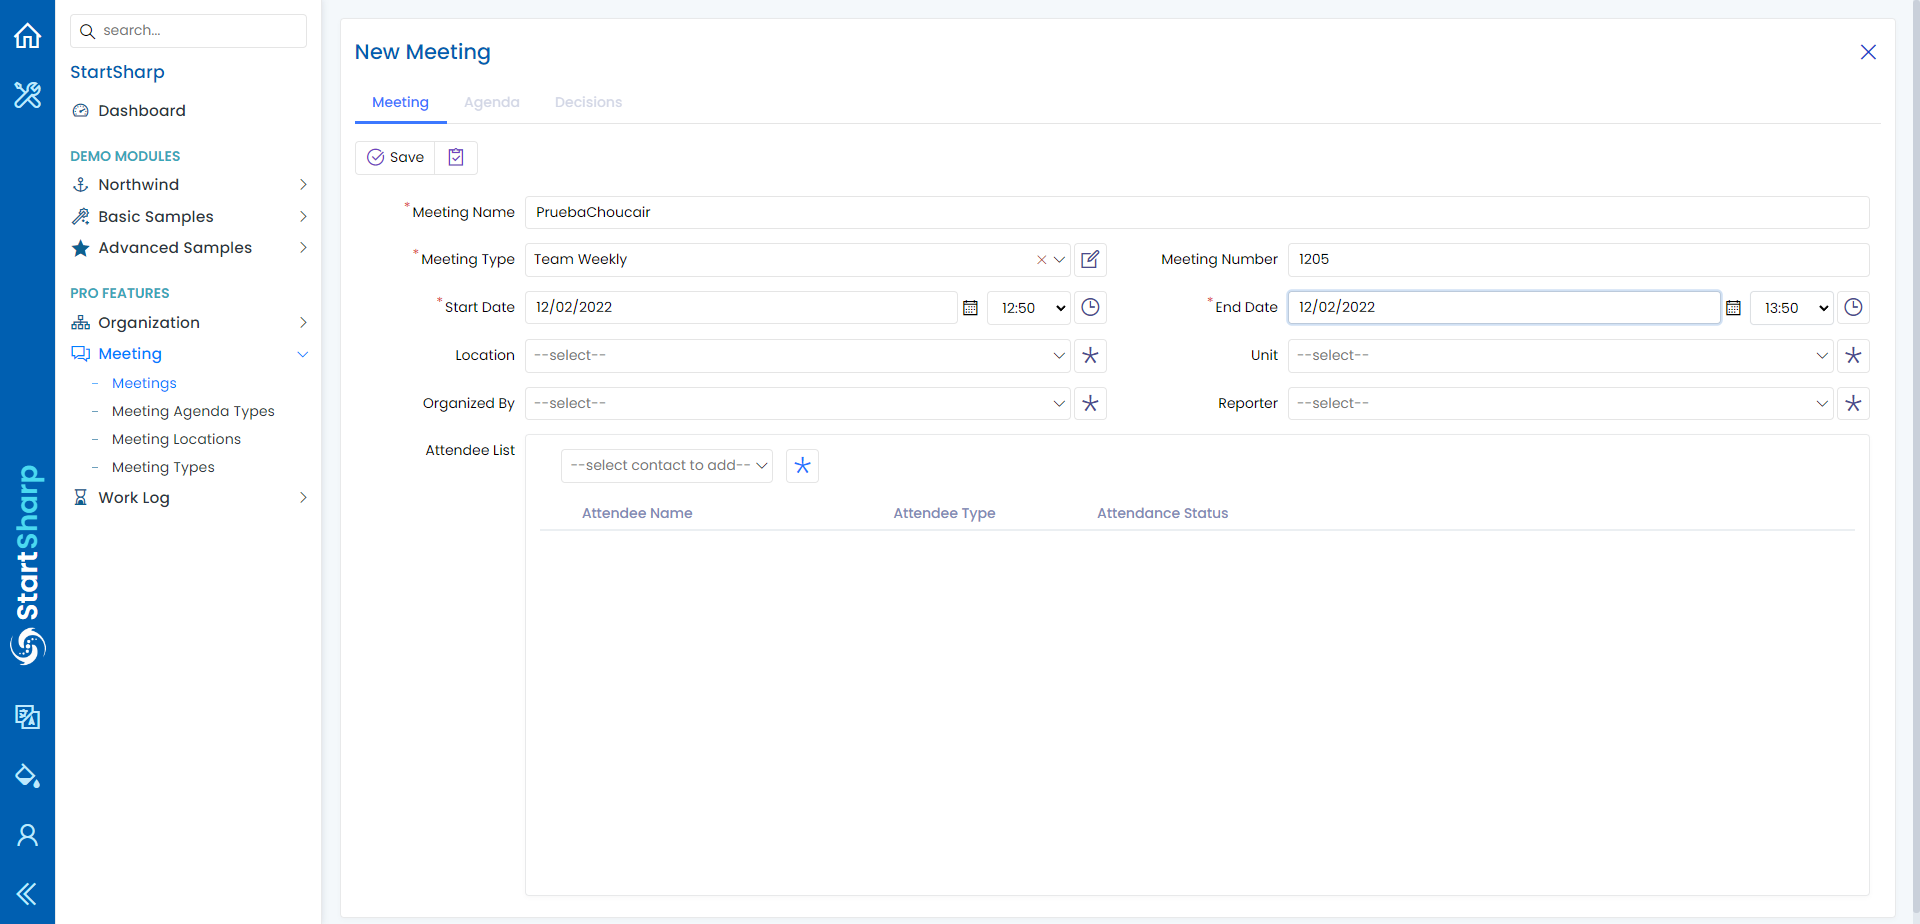 search...
StartSharp
Dashboard
DEMO MODULES
Northwind
Basic Samples
Advanced Samples
PRO FEATURES
Organization
Meeting
- Meetings
- Meeting Agenda Types
- Meeting Locations
- Meeting Types
Work Log
StartSharp
New Meeting
Meeting Agenda Decisions
Save
*Meeting Name PruebaChoucair
*Meeting Type Team Weekly Meeting Number 1205
*Start Date 12/02/2022 12:50 *End Date 12/02/2022 13:50
Location --select-- Unit --select--
Organized By --select-- Reporter --select--
Attendee List
--select contact to add--
Attendee Name Attendee Type Attendance Status